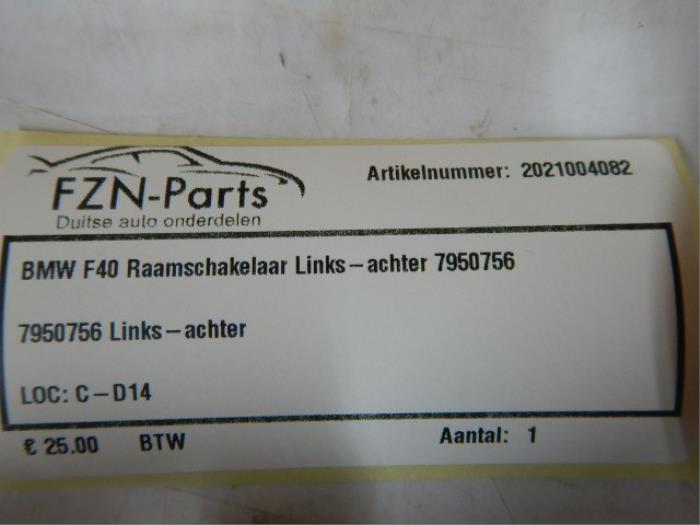 FZN-Parts
Duitse auto onderdelen
Artikelnummer: 2021004082
BMW F40 Raamschakelaar Links-achter 7950756
7950756 Links-achter
LOC: C-D14
€ 25.00 BTW
Aantal: 1